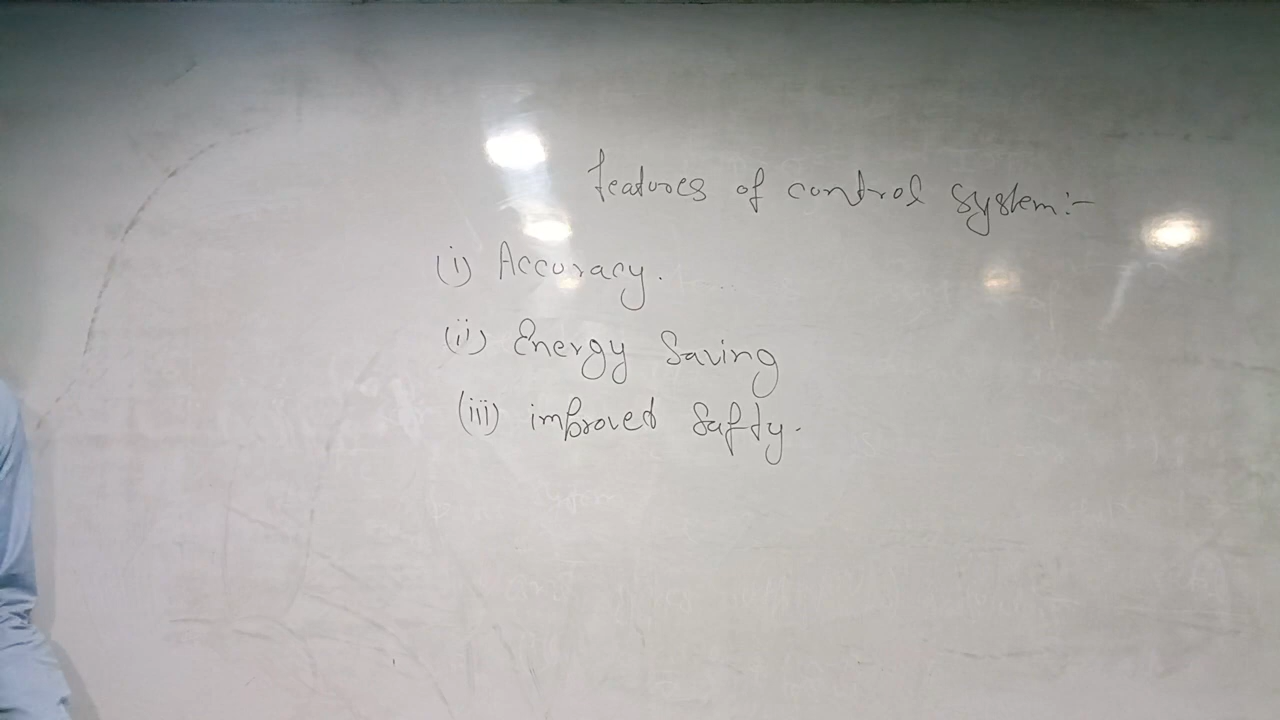 features of control system:-
(i) Accuracy.
(ii) Energy Saving
(iii) improved Safty.